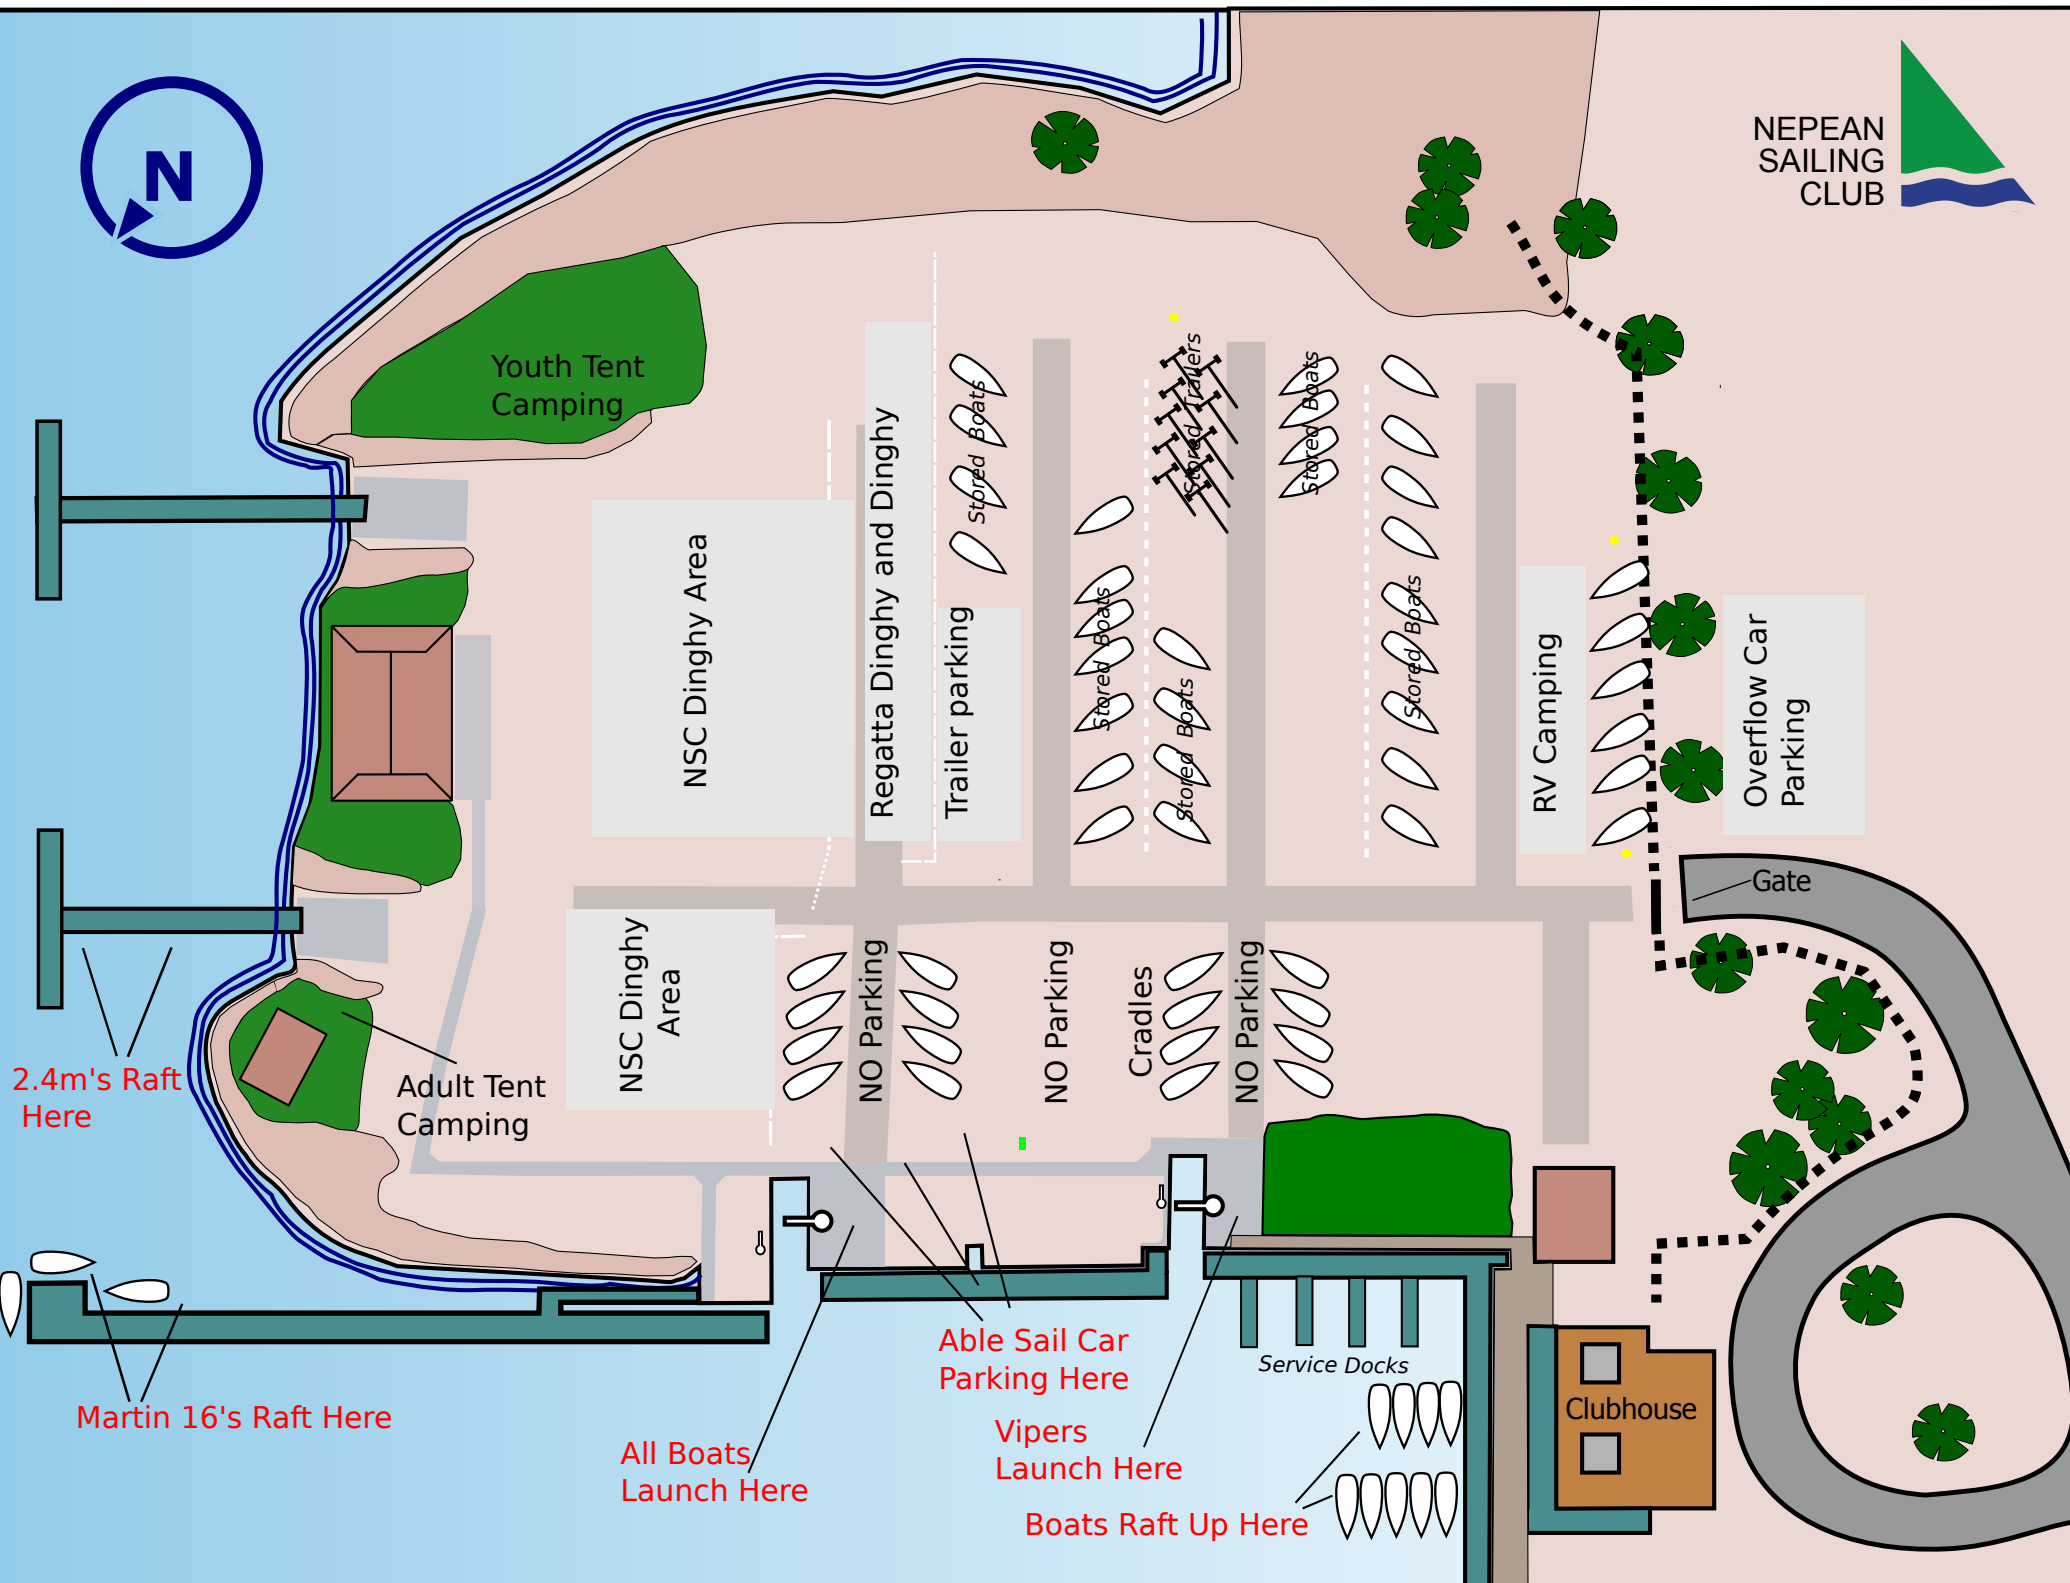 N
NEPEAN
SAILING
CLUB
Youth Tent
Camping
Stored Boats
Stored Trailers
Stored Boats
NSC Dinghy Area
Regatta Dinghy and Dinghy
Trailer parking
Stored Boats
Stored Boats
Stored Boats
RV Camping
Overflow Car
Parking
Gate
NSC Dinghy
Area
NO Parking
NO Parking
Cradles
NO Parking
2.4m's Raft
Here
Adult Tent
Camping
Martin 16's Raft Here
All Boats
Launch Here
Able Sail Car
Parking Here
Vipers
Launch Here
Service Docks
Boats Raft Up Here
Clubhouse